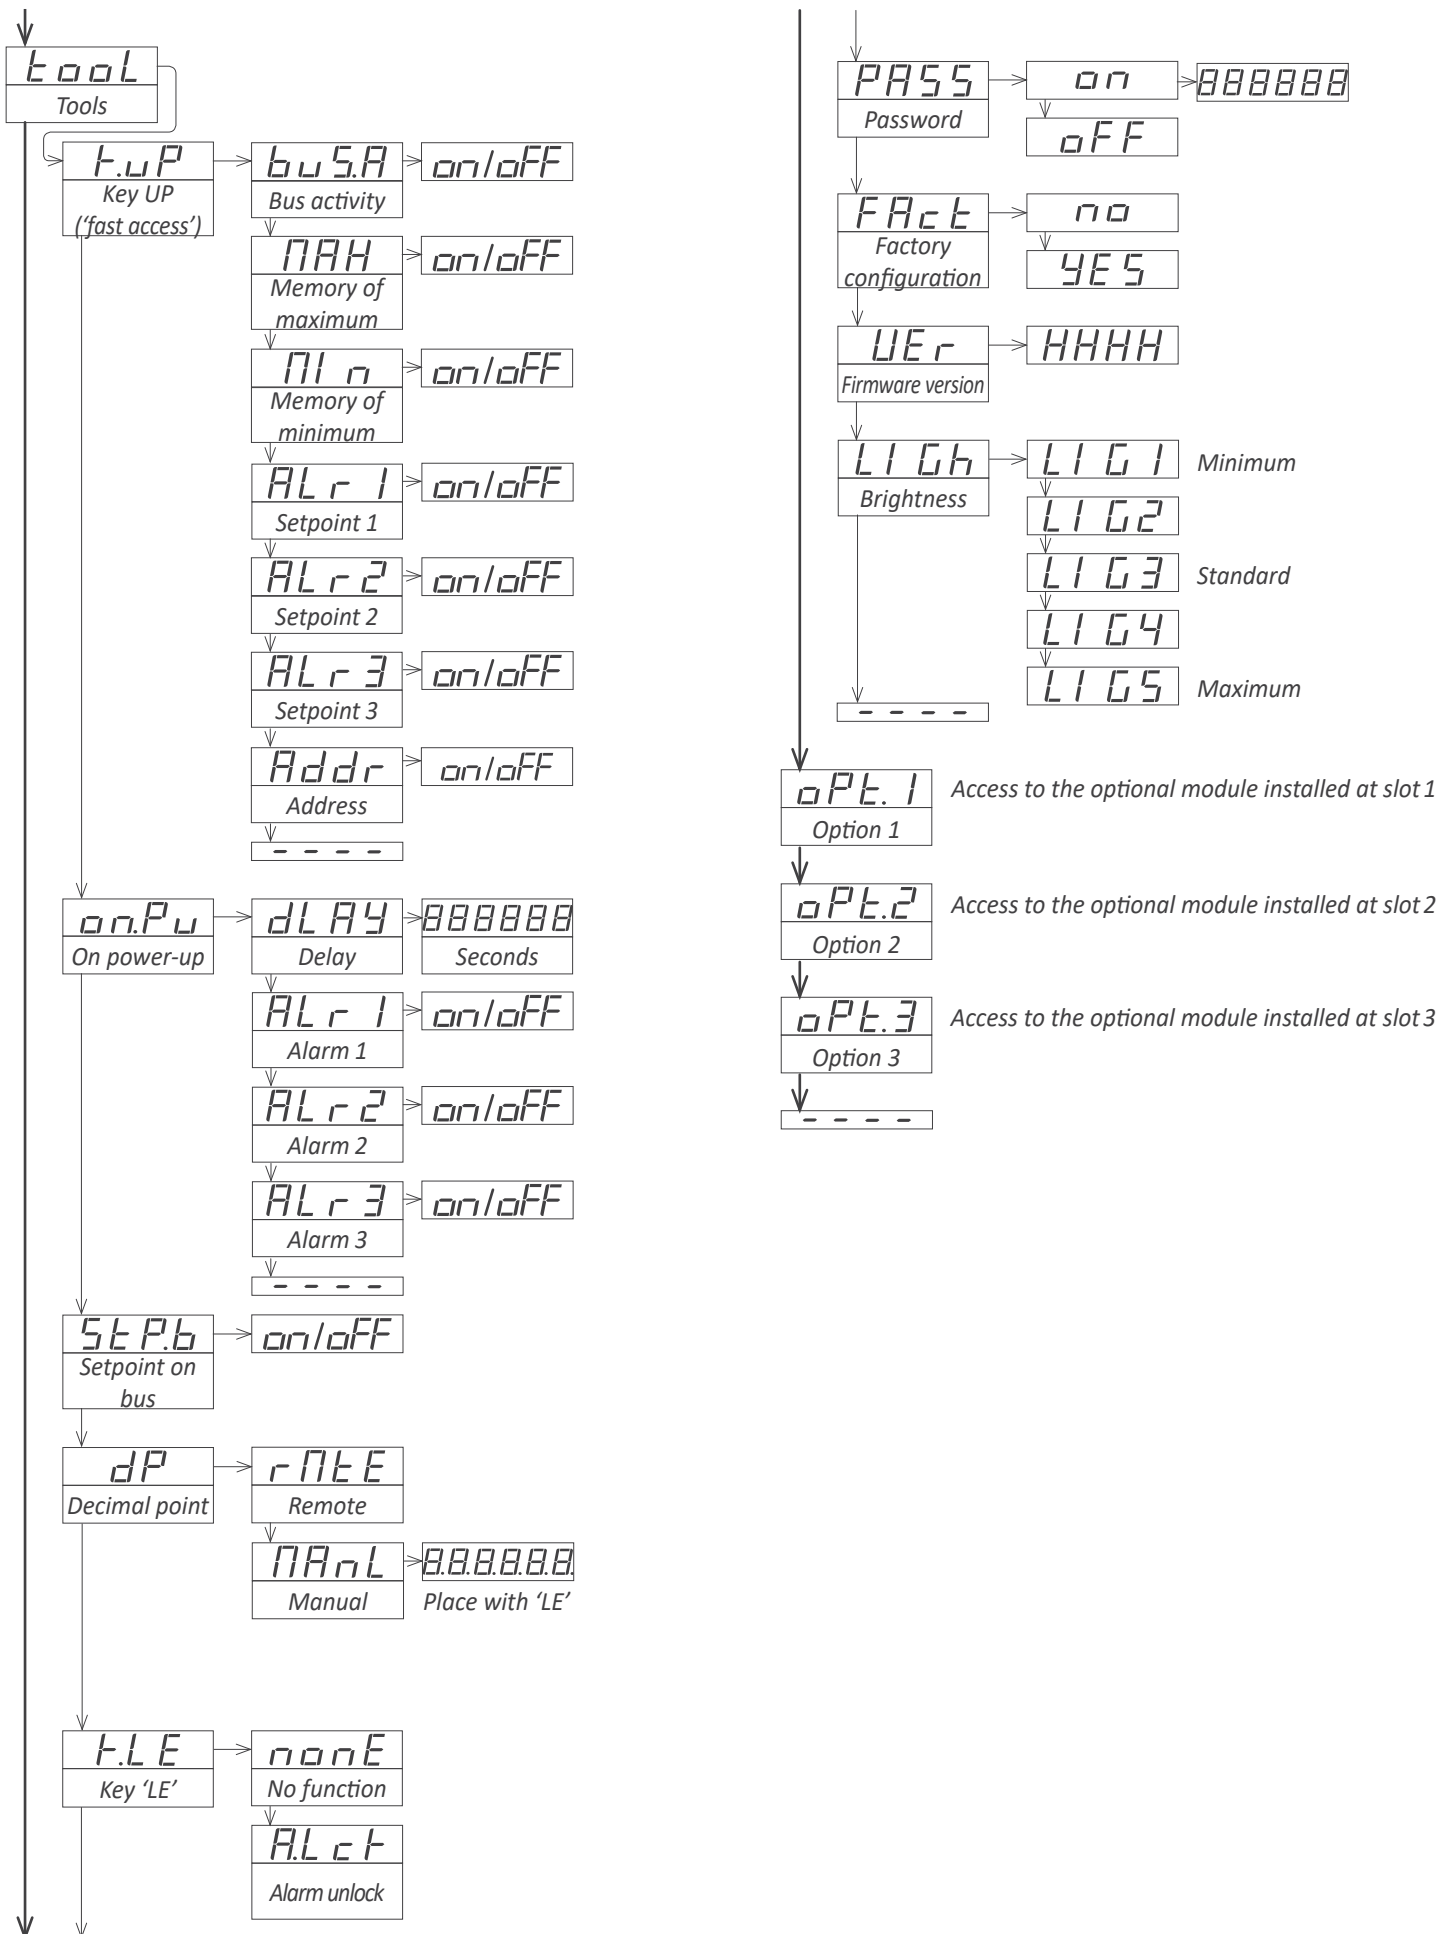 tooL
Tools
k.uP
Key UP
('fast access')
buS.A
on/oFF
Bus activity
MAX
on/oFF
Memory of
maximum
MIn
on/oFF
Memory of
minimum
ALr1
on/oFF
Setpoint 1
ALr2
on/oFF
Setpoint 2
ALr3
on/oFF
Setpoint 3
Addr
on/oFF
Address
----
on.Pu
On power-up
dLAY
888888
Delay
Seconds
ALr1
on/oFF
Alarm 1
ALr2
on/oFF
Alarm 2
ALr3
on/oFF
Alarm 3
----
StP.b
on/oFF
Setpoint on
bus
dP
Decimal point
rMtE
Remote
MAnL
8.8.8.8.8.8.
Manual
Place with ‘LE’
k.LE
Key ‘LE’
nonE
No function
A.Lck
Alarm unlock
PASS
on
888888
Password
oFF
FAct
no
Factory
configuration
YES
VEr
HHHH
Firmware version
LIGh
Brightness
LIG1
Minimum
LIG2
LIG3
Standard
LIG4
LIG5
Maximum
----
oPt.1
Access to the optional module installed at slot 1
Option 1
oPt.2
Access to the optional module installed at slot 2
Option 2
oPt.3
Access to the optional module installed at slot 3
Option 3
----